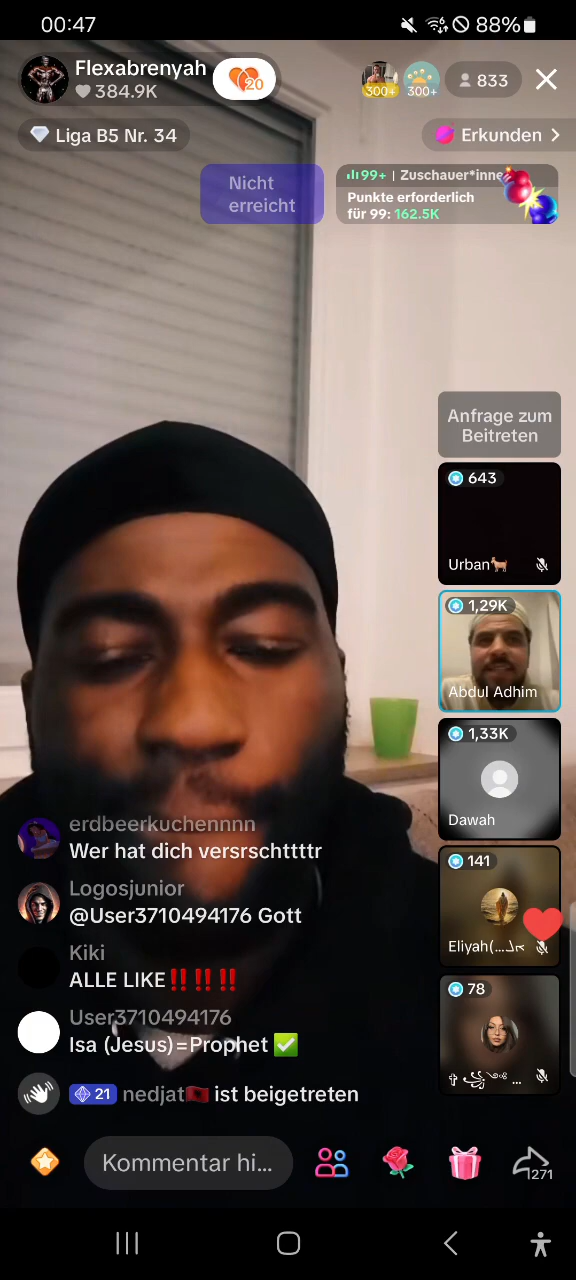 00:47
88%
Flexabrenyah
384.9K
20
300+
300+
833
Liga B5 Nr. 34
Erkunden
Nicht
erreicht
99+ | Zuschauer*inne
Punkte erforderlich
für 99: 162.5K
Anfrage zum
Beitreten
643
Urban🐐
1,29K
Abdul Adhim
1,33K
Dawah
141
78
erdbeerkuchennnn
Wer hat dich versrschttttr
Logosjunior
@User3710494176 Gott
Kiki
ALLE LIKE‼️‼️‼️
User3710494176
Isa (Jesus)=Prophet ✅
21 nedjat🇦🇱 ist beigetreten
Kommentar hi...
1271